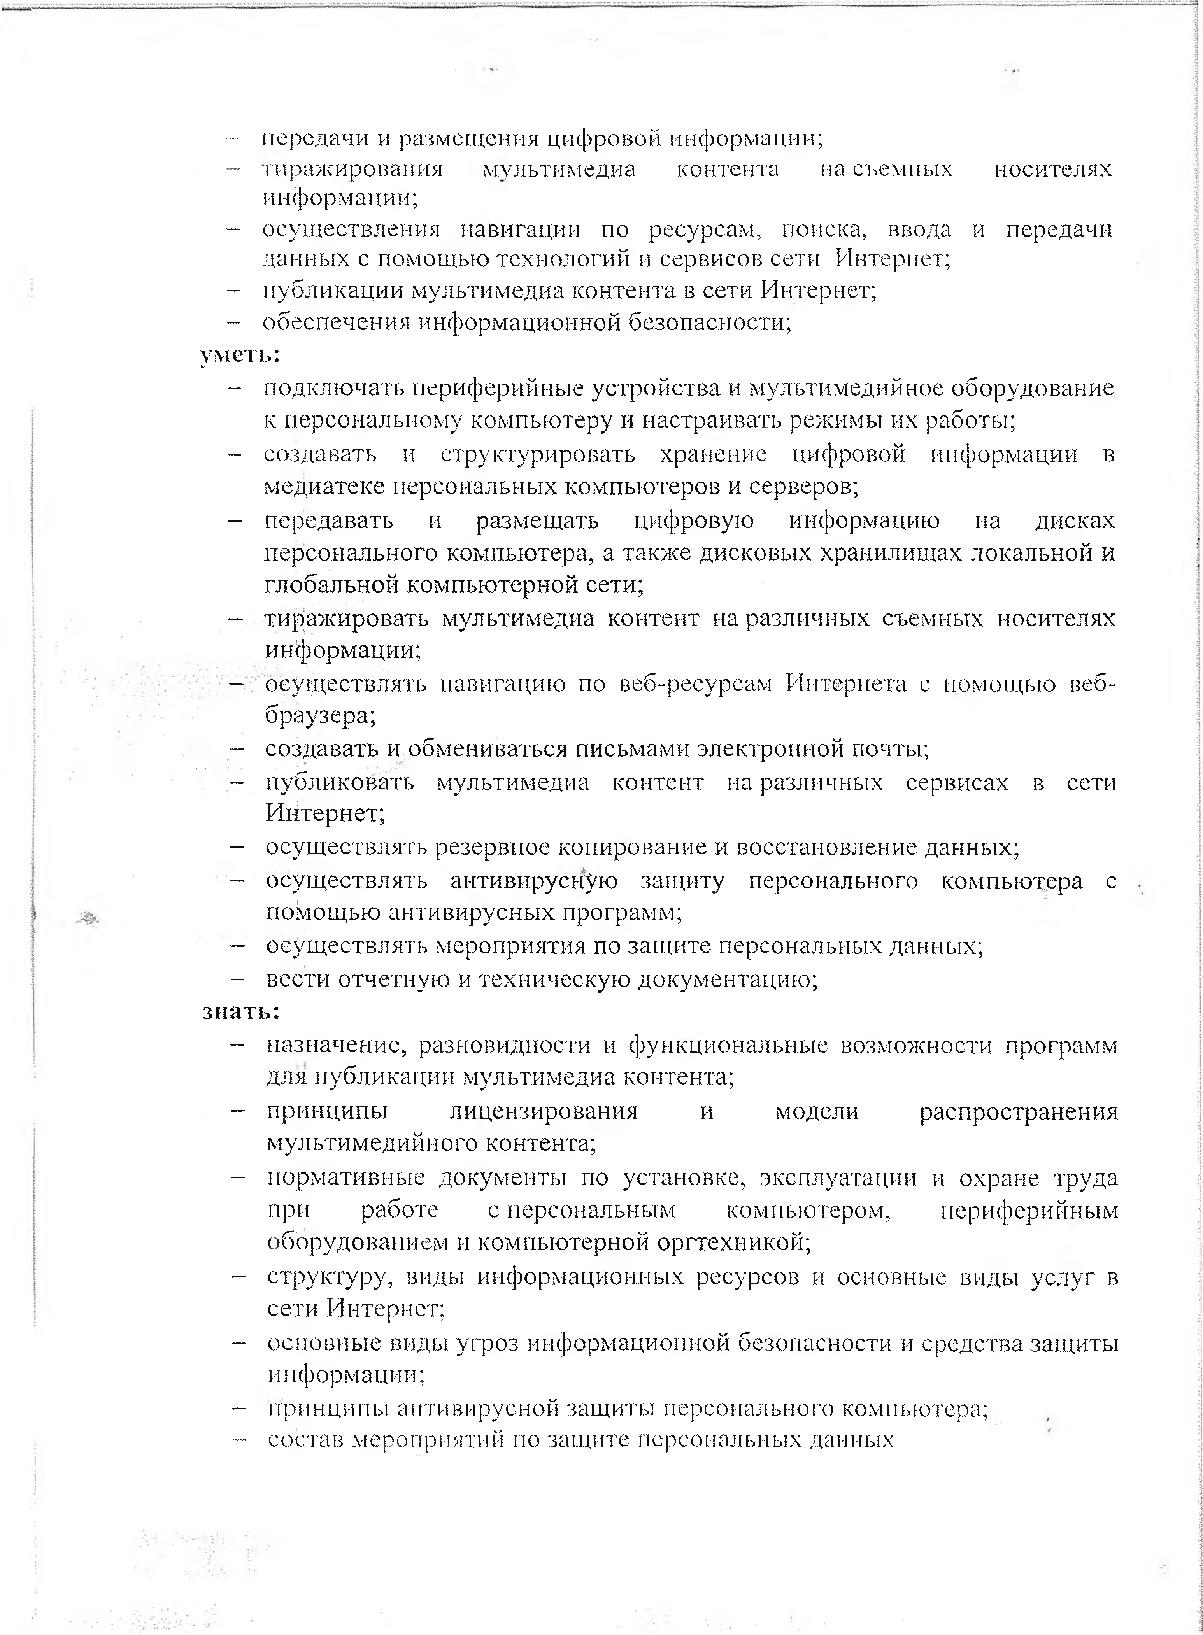 – передачи и размещения цифровой информации;
– тиражирования мультимедиа контента на съемных носителях
информации;
– осуществления навигации по ресурсам, поиска, ввода и передачи
данных с помощью технологий и сервисов сети Интернет;
– публикации мультимедиа контента в сети Интернет;
– обеспечения информационной безопасности;
уметь:
– подключать периферийные устройства и мультимедийное оборудование
к персональному компьютеру и настраивать режимы их работы;
– создавать и структурировать хранение цифровой информации в
медиатеке персональных компьютеров и серверов;
– передавать и размещать цифровую информацию на дисках
персонального компьютера, а также дисковых хранилищах локальной и
глобальной компьютерной сети;
– тиражировать мультимедиа контент на различных съемных носителях
информации;
– осуществлять навигацию по веб-ресурсам Интернета с помощью веб-
браузера;
– создавать и обмениваться письмами электронной почты;
– публиковать мультимедиа контент на различных сервисах в сети
Интернет;
– осуществлять резервное копирование и восстановление данных;
– осуществлять антивирусную защиту персонального компьютера с
помощью антивирусных программ;
– осуществлять мероприятия по защите персональных данных;
– вести отчетную и техническую документацию;
знать:
– назначение, разновидности и функциональные возможности программ
для публикации мультимедиа контента;
– принципы лицензирования и модели распространения
мультимедийного контента;
– нормативные документы по установке, эксплуатации и охране труда
при работе с персональным компьютером, периферийным
оборудованием и компьютерной оргтехникой;
– структуру, виды информационных ресурсов и основные виды услуг в
сети Интернет;
– основные виды угроз информационной безопасности и средства защиты
информации;
– принципы антивирусной защиты персонального компьютера;
– состав мероприятий по защите персональных данных